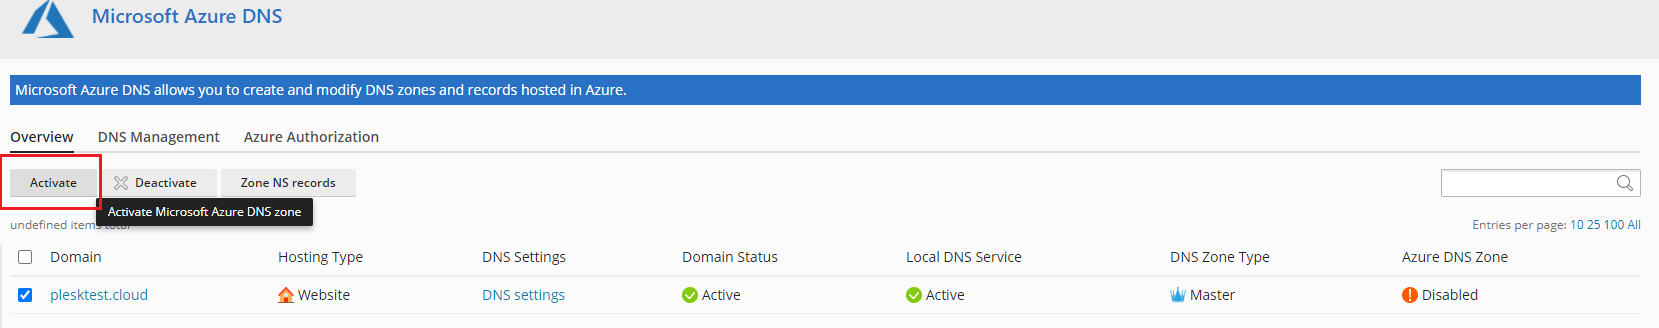 Microsoft Azure DNS
Microsoft Azure DNS allows you to create and modify DNS zones and records hosted in Azure.
Overview DNS Management Azure Authorization
Activate Deactivate Zone NS records
Activate Microsoft Azure DNS zone
undefined items total Entries per page: 10 25 100 All
Domain Hosting Type DNS Settings Domain Status Local DNS Service DNS Zone Type Azure DNS Zone
plesktest.cloud Website DNS settings Active Active Master Disabled